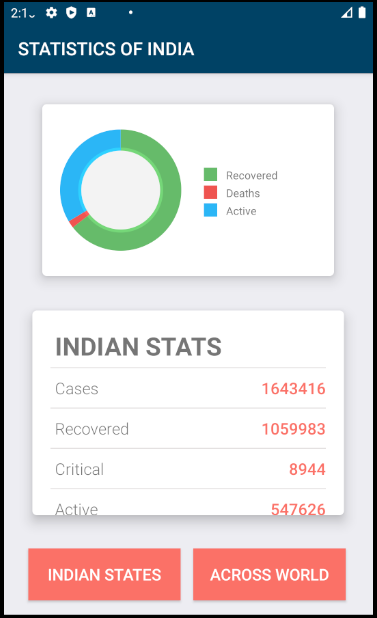 2:1
STATISTICS OF INDIA
Recovered
Deaths
Active
INDIAN STATS
Cases 1643416
Recovered 1059983
Critical 8944
Active 547626
INDIAN STATES ACROSS WORLD